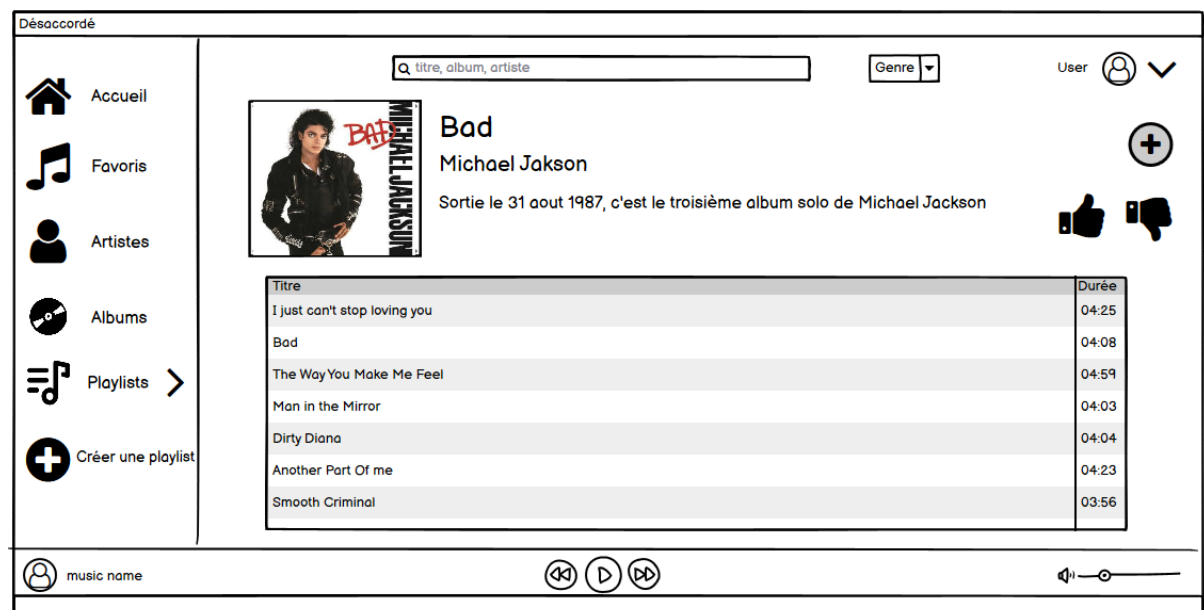 Désaccordé
titre, album, artiste
Genre
User
Accueil
Favoris
Artistes
Albums
Playlists
Créer une playlist
BAD
MICHAEL JACKSON
Bad
Michael Jakson
Sortie le 31 aout 1987, c'est le troisième album solo de Michael Jackson
Titre Durée
I just can't stop loving you 04:25
Bad 04:08
The Way You Make Me Feel 04:59
Man in the Mirror 04:03
Dirty Diana 04:04
Another Part Of me 04:23
Smooth Criminal 03:56
music name